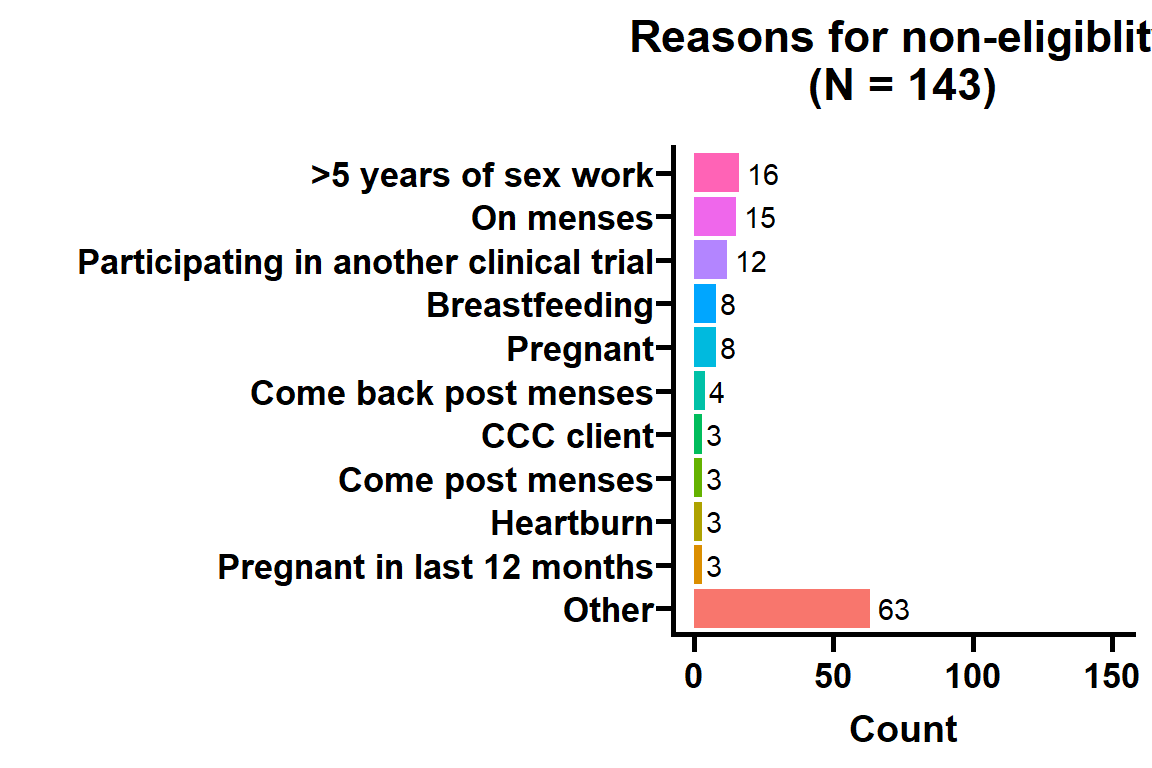 Reasons for non-eligiblit
(N = 143)
>5 years of sex work 16
On menses 15
Participating in another clinical trial 12
Breastfeeding 8
Pregnant 8
Come back post menses 4
CCC client 3
Come post menses 3
Heartburn 3
Pregnant in last 12 months 3
Other 63
0 50 100 150
Count